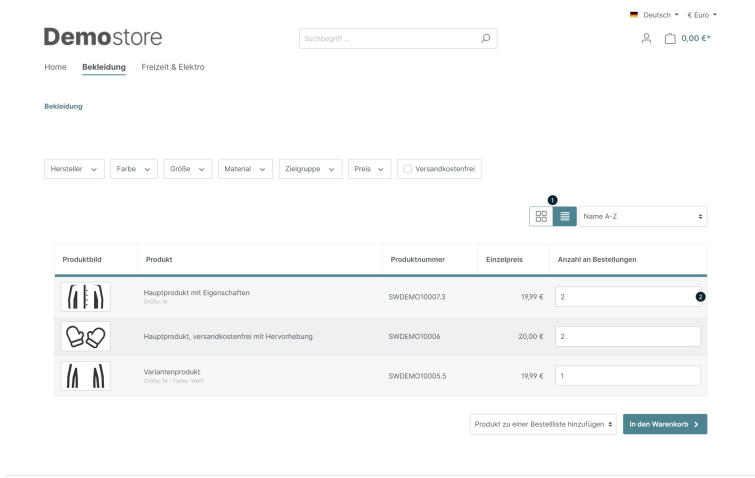 Deutsch € Euro
Demostore
Suchbegriff ...
0,00 €*
Home Bekleidung Freizeit & Elektro
Bekleidung
Hersteller Farbe Größe Material Zielgruppe Preis Versandkostenfrei
1
Name A-Z
Produktbild Produkt Produktnummer Einzelpreis Anzahl an Bestellungen
Hauptprodukt mit Eigenschaften
Größe: M
SWDEMO10007.3 19,99 € 2 2
Hauptprodukt, versandkostenfrei mit Hervorhebung SWDEMO10006 20,00 € 2
Variantenprodukt
Größe: M - Farbe: Weiß
SWDEMO10005.5 19,99 € 1
Produkt zu einer Bestellliste hinzufügen In den Warenkorb